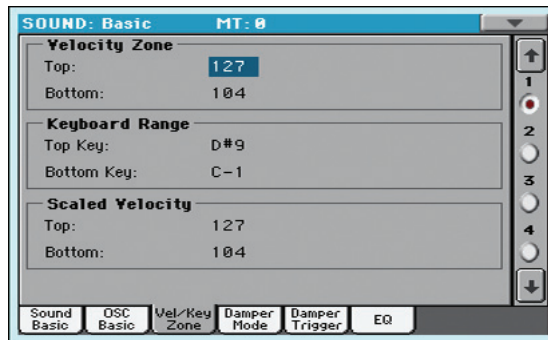 SOUND: Basic MT: 0
Velocity Zone
Top: 127
Bottom: 104
Keyboard Range
Top Key: D#9
Bottom Key: C-1
Scaled Velocity
Top: 127
Bottom: 104
1
2
3
4
Sound Basic
OSC Basic
Vel/Key Zone
Damper Mode
Damper Trigger
EQ